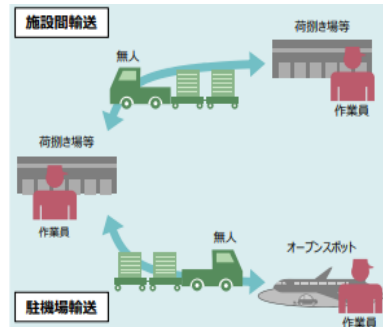 施設間輸送
荷捌き場等
無人
作業員
荷捌き場等
作業員
無人
オープンスポット
駐機場輸送
作業員